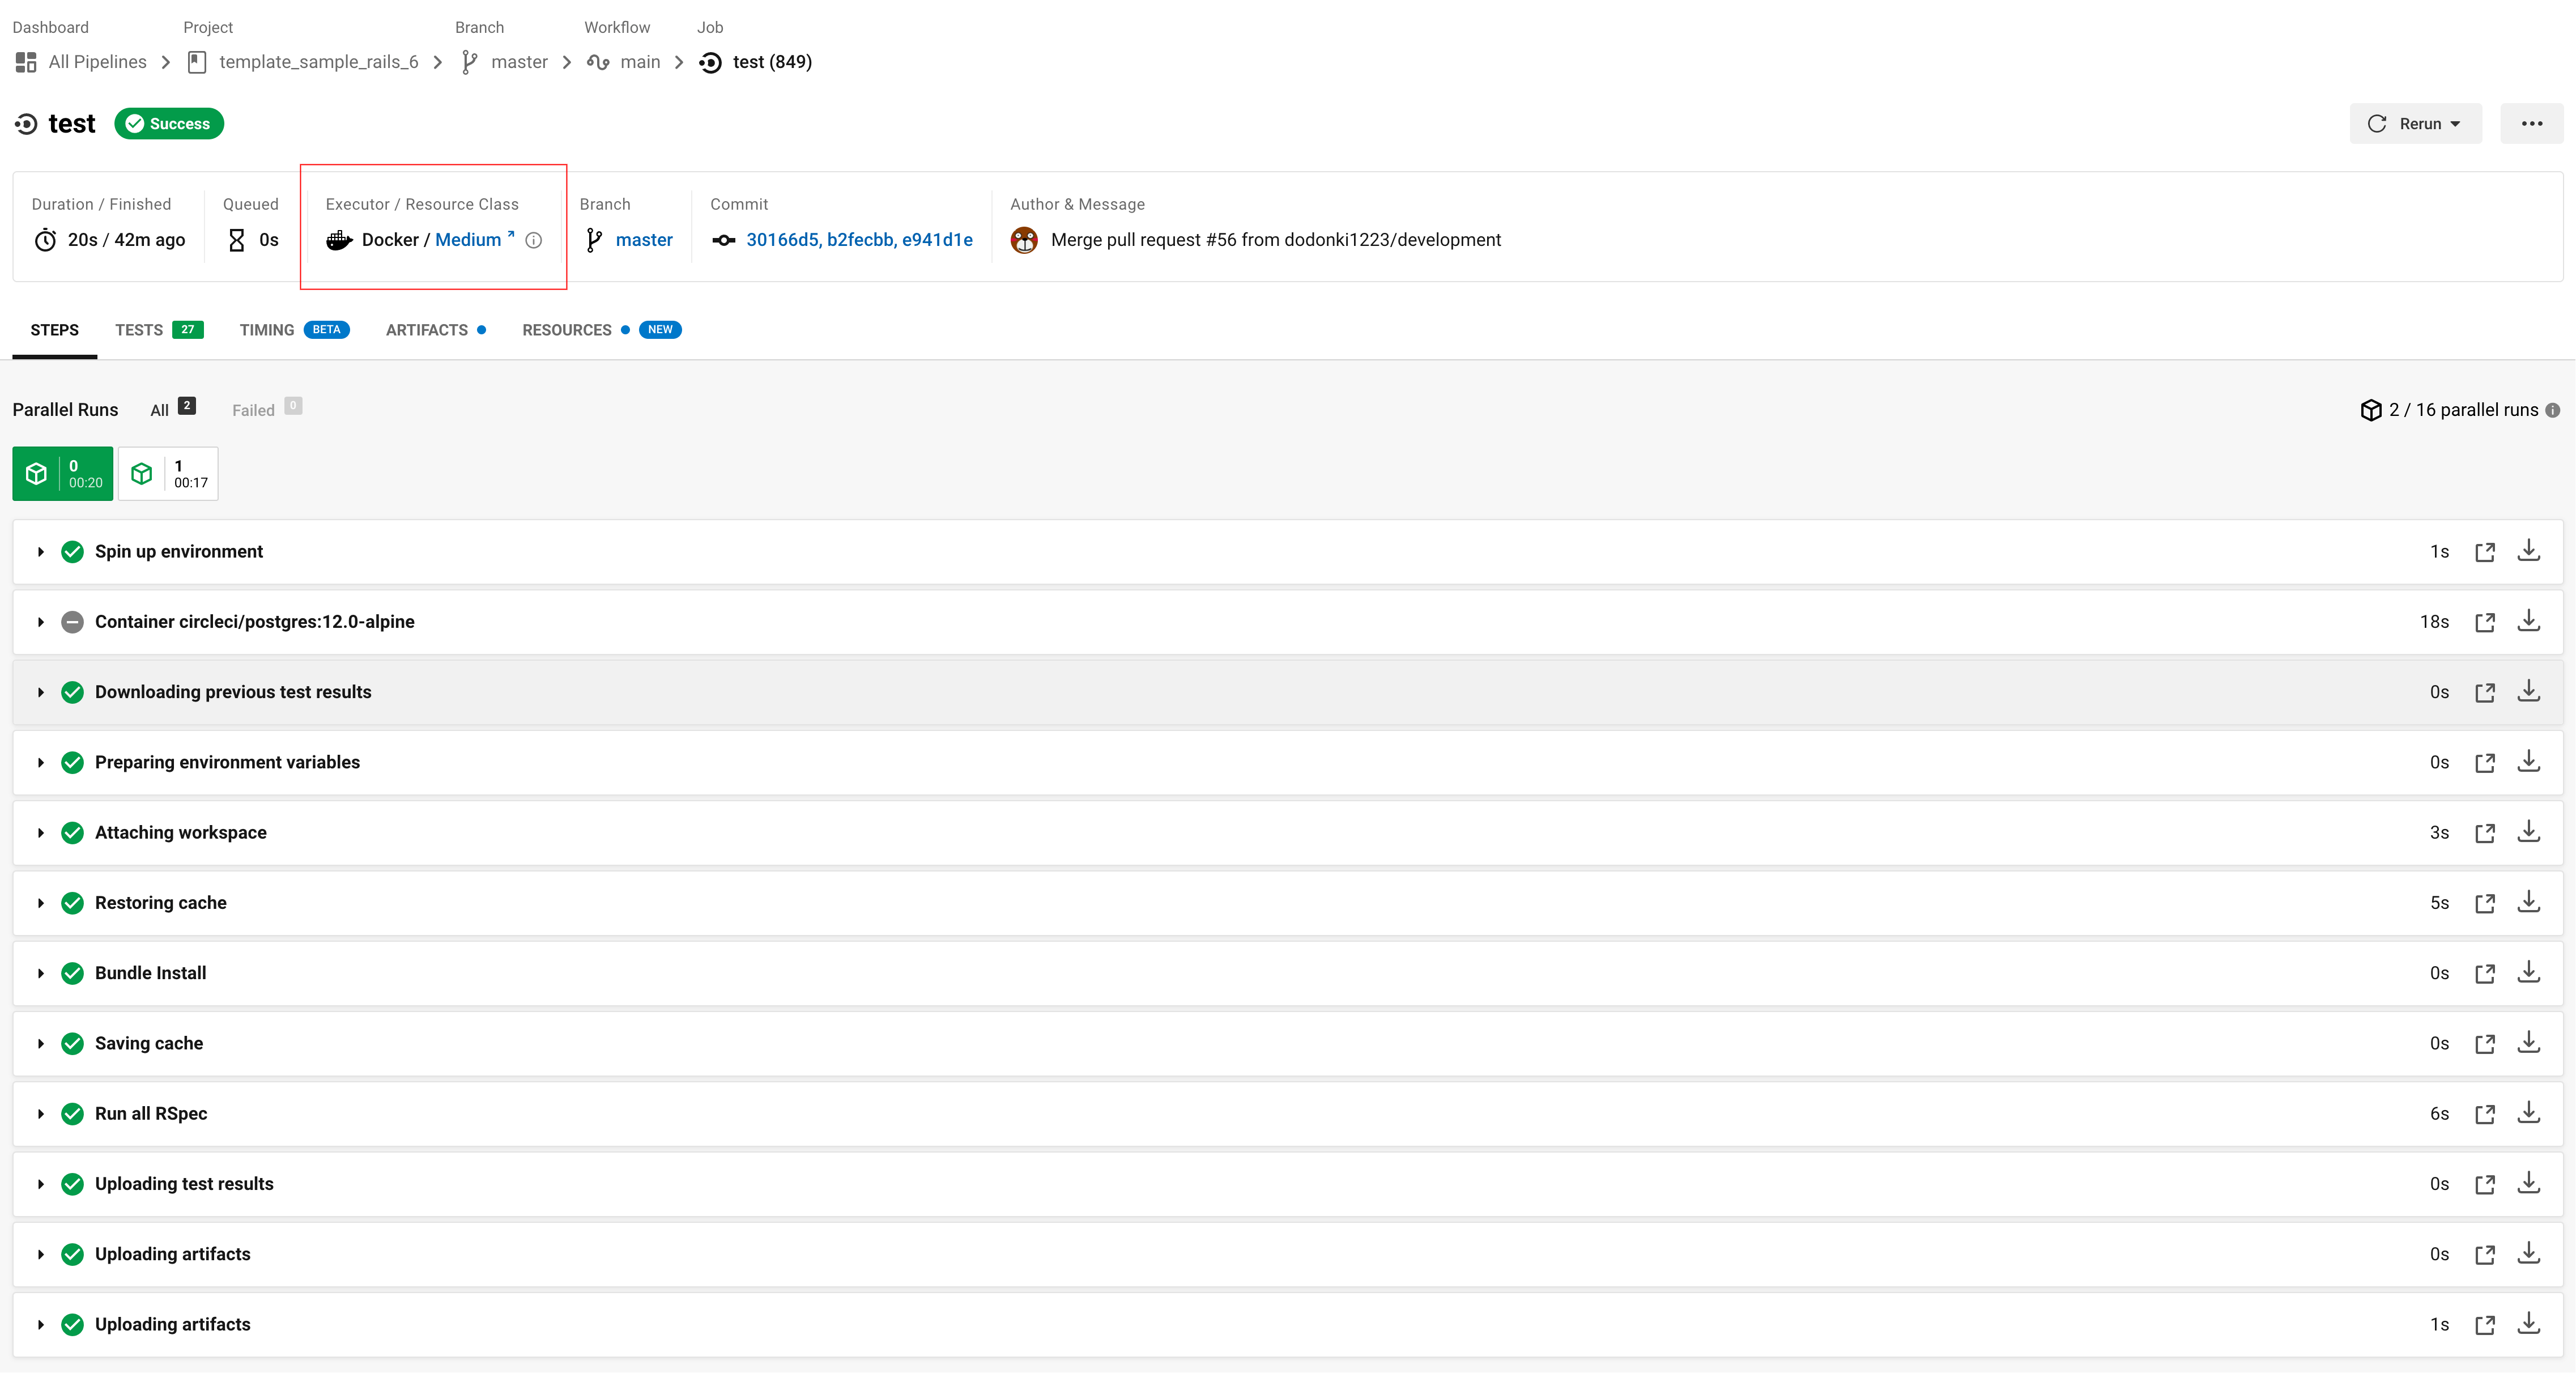 Dashboard Project Branch Workflow Job
All Pipelines template_sample_rails_6 master main test (849)
test Success Rerun
Duration / Finished Queued Executor / Resource Class Branch Commit Author & Message
20s / 42m ago 0s Docker / Medium master 30166d5, b2fecbb, e941d1e Merge pull request #56 from dodonki1223/development
STEPS TESTS 27 TIMING BETA ARTIFACTS RESOURCES NEW
Parallel Runs All 2 Failed 0 2 / 16 parallel runs
0 1
00:20 00:17
Spin up environment 1s
Container circleci/postgres:12.0-alpine 18s
Downloading previous test results 0s
Preparing environment variables 0s
Attaching workspace 3s
Restoring cache 5s
Bundle Install 0s
Saving cache 0s
Run all RSpec 6s
Uploading test results 0s
Uploading artifacts 0s
Uploading artifacts 1s